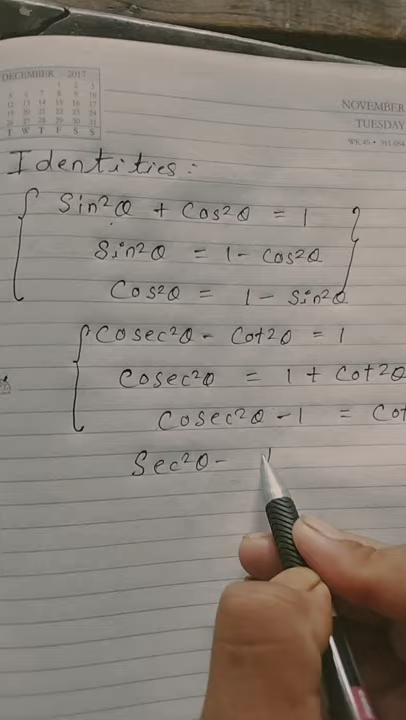 DECEMBER 2017
NOVEMBER
TUESDAY
Identities:
Sin²θ + Cos²θ = 1
Sin²θ = 1 - Cos²θ
Cos²θ = 1 - Sin²θ
Cosec²θ - Cot²θ = 1
Cosec²θ = 1 + Cot²θ
Cosec²θ - 1 = Cot
Sec²θ -